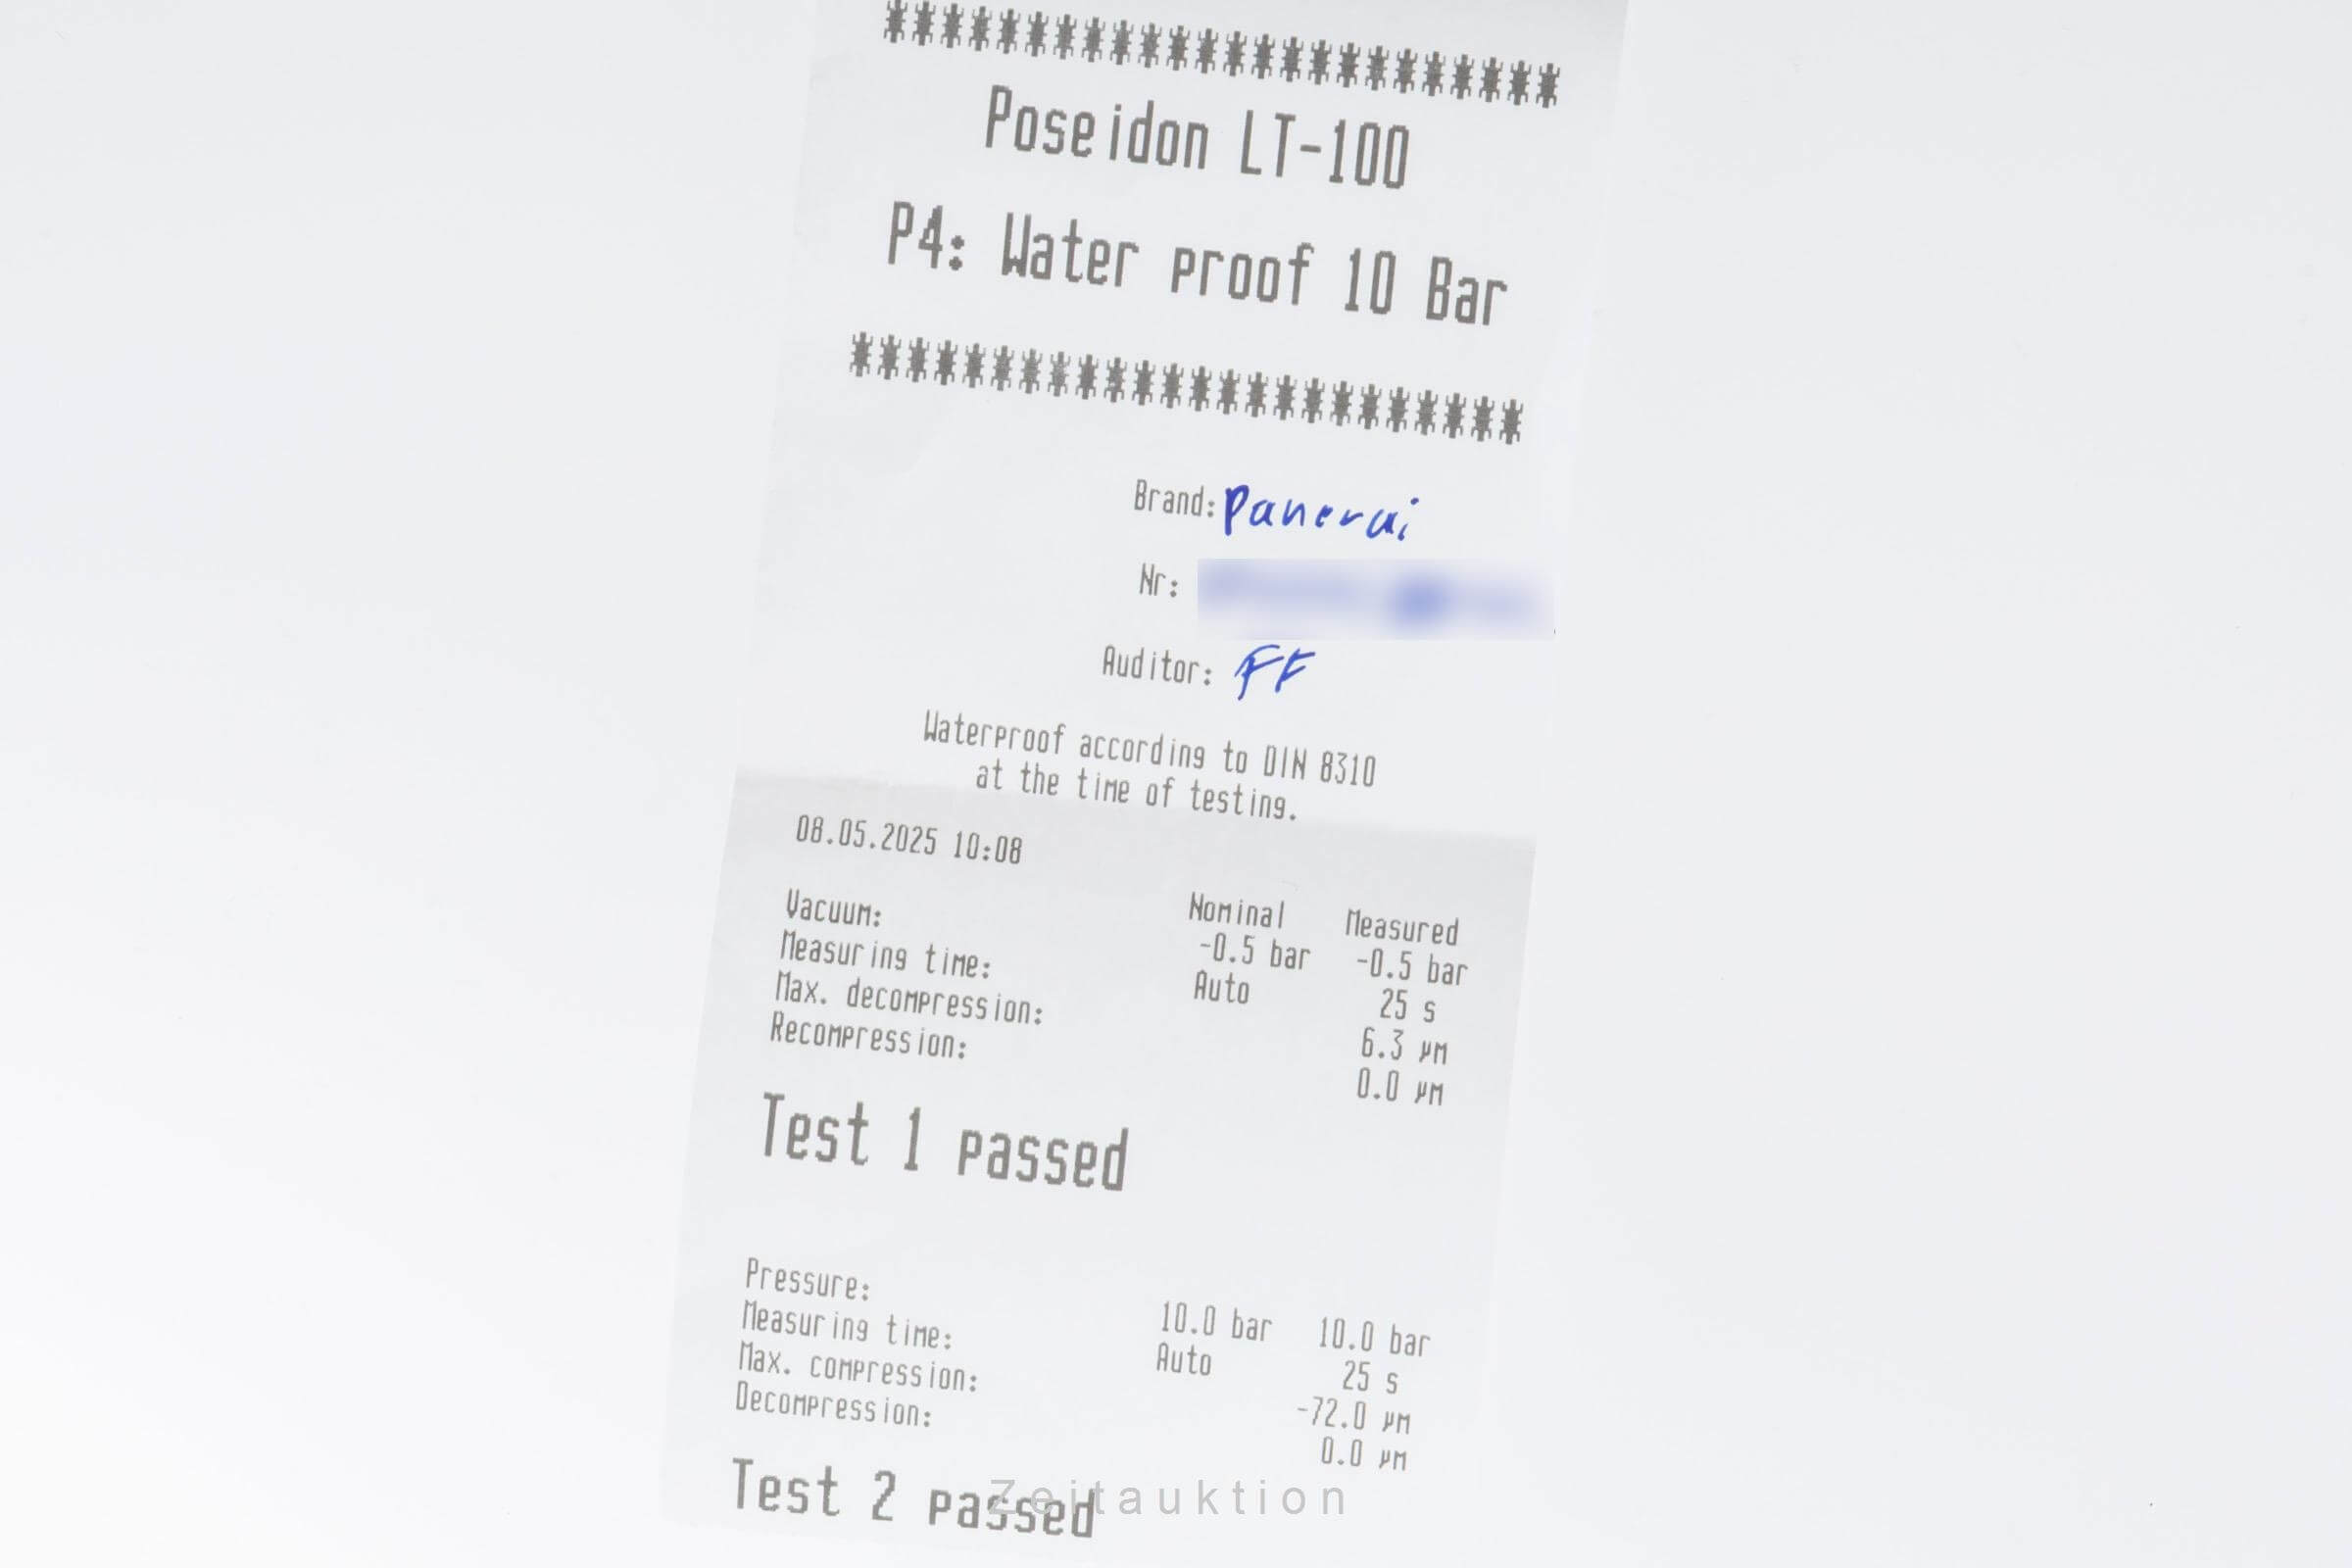 ************************
Poseidon LT-100
P4: Water proof 10 Bar
************************
Brand: Panerai
Nr:
Auditor: FF
Waterproof according to DIN 8310
at the time of testing.
08.05.2025 10:08
Nominal Measured
Vacuum: -0.5 bar -0.5 bar
Measuring time: Auto 25 s
Max. decompression: 6.3 µm
Recompression: 0.0 µm
Test 1 passed
Pressure: 10.0 bar 10.0 bar
Measuring time: Auto 25 s
Max. compression: -72.0 µm
Decompression: 0.0 µm
Test 2 passed
Zeitauktion